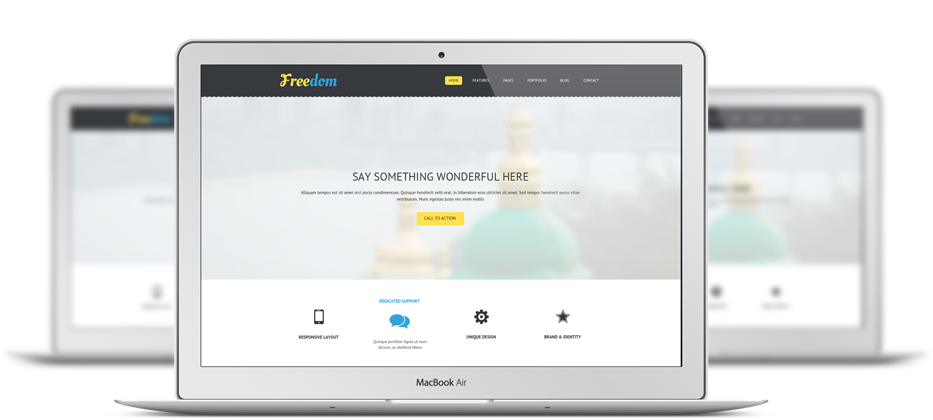 Freedom
HOME FEATURES PAGES PORTFOLIO BLOG CONTACT
SAY SOMETHING WONDERFUL HERE
Aliquam tempus est sit amet orci porta condimentum. Quisque hendrerit velit erat, in bibendum eros ultricies sit amet. Sed tempor hendrerit purus vitae
vestibulum. Nunc egestas justo nec enim mollis
CALL TO ACTION
DEDICATED SUPPORT
RESPONSIVE LAYOUT
Quisque porttitor ligula ut nunc
dictum, ac eleifend libero
UNIQUE DESIGN
BRAND & IDENTITY
MacBook Air